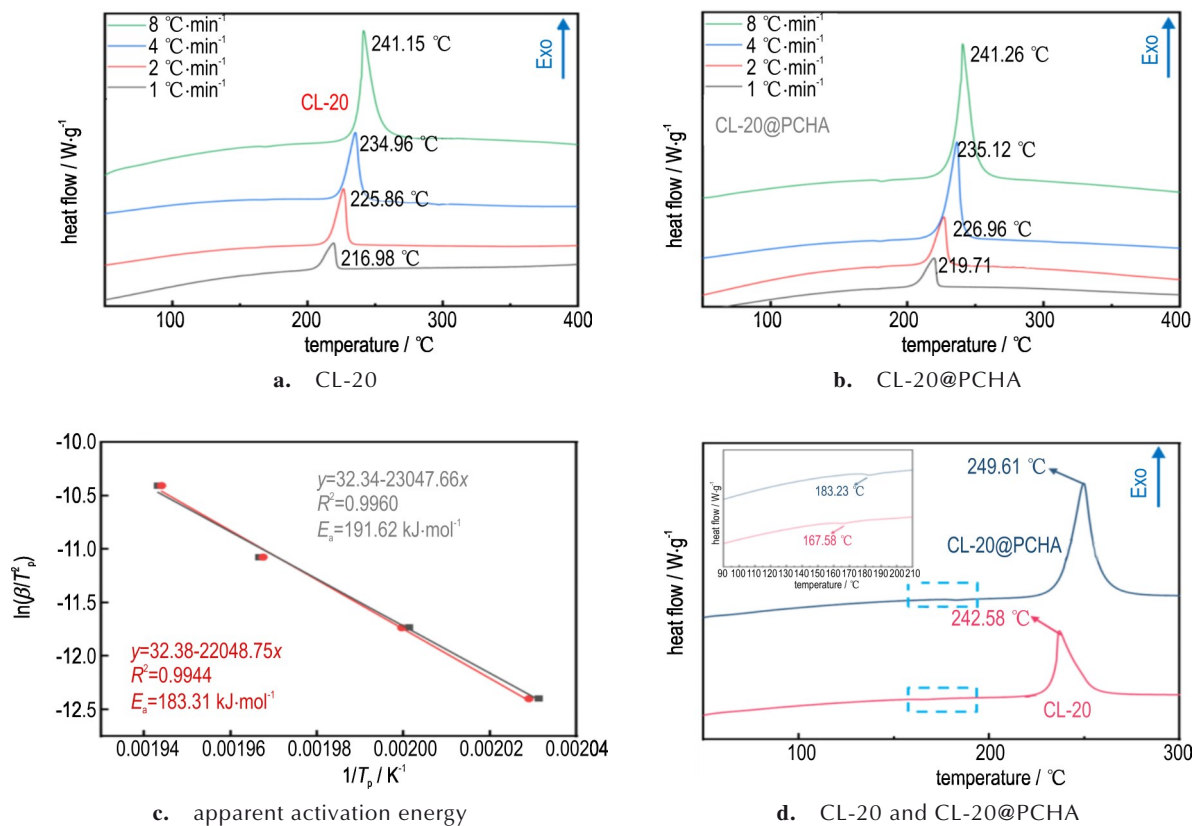 8 ℃·min⁻¹
4 ℃·min⁻¹
2 ℃·min⁻¹
1 ℃·min⁻¹
241.15 ℃
Exo
CL-20
234.96 ℃
225.86 ℃
216.98 ℃
heat flow / W·g⁻¹
100 200 300 400
temperature / ℃
a. CL-20
8 ℃·min⁻¹
4 ℃·min⁻¹
2 ℃·min⁻¹
1 ℃·min⁻¹
241.26 ℃
Exo
CL-20@PCHA
235.12 ℃
226.96 ℃
219.71
heat flow / W·g⁻¹
100 200 300 400
temperature / ℃
b. CL-20@PCHA
-10.0
-10.5
-11.0
-11.5
-12.0
-12.5
ln(β/T²ₚ)
y=32.34-23047.66x
R²=0.9960
Eₐ=191.62 kJ·mol⁻¹
y=32.38-22048.75x
R²=0.9944
Eₐ=183.31 kJ·mol⁻¹
0.00194 0.00196 0.00198 0.00200 0.00202 0.00204
1/Tₚ / K⁻¹
c. apparent activation energy
heat flow / W·g⁻¹
183.23 ℃
167.58 ℃
90 100 110 120 130 140 150 160 170 180 190 200 210
temperature / ℃
249.61 ℃
Exo
CL-20@PCHA
242.58 ℃
CL-20
heat flow / W·g⁻¹
100 200 300
temperature / ℃
d. CL-20 and CL-20@PCHA